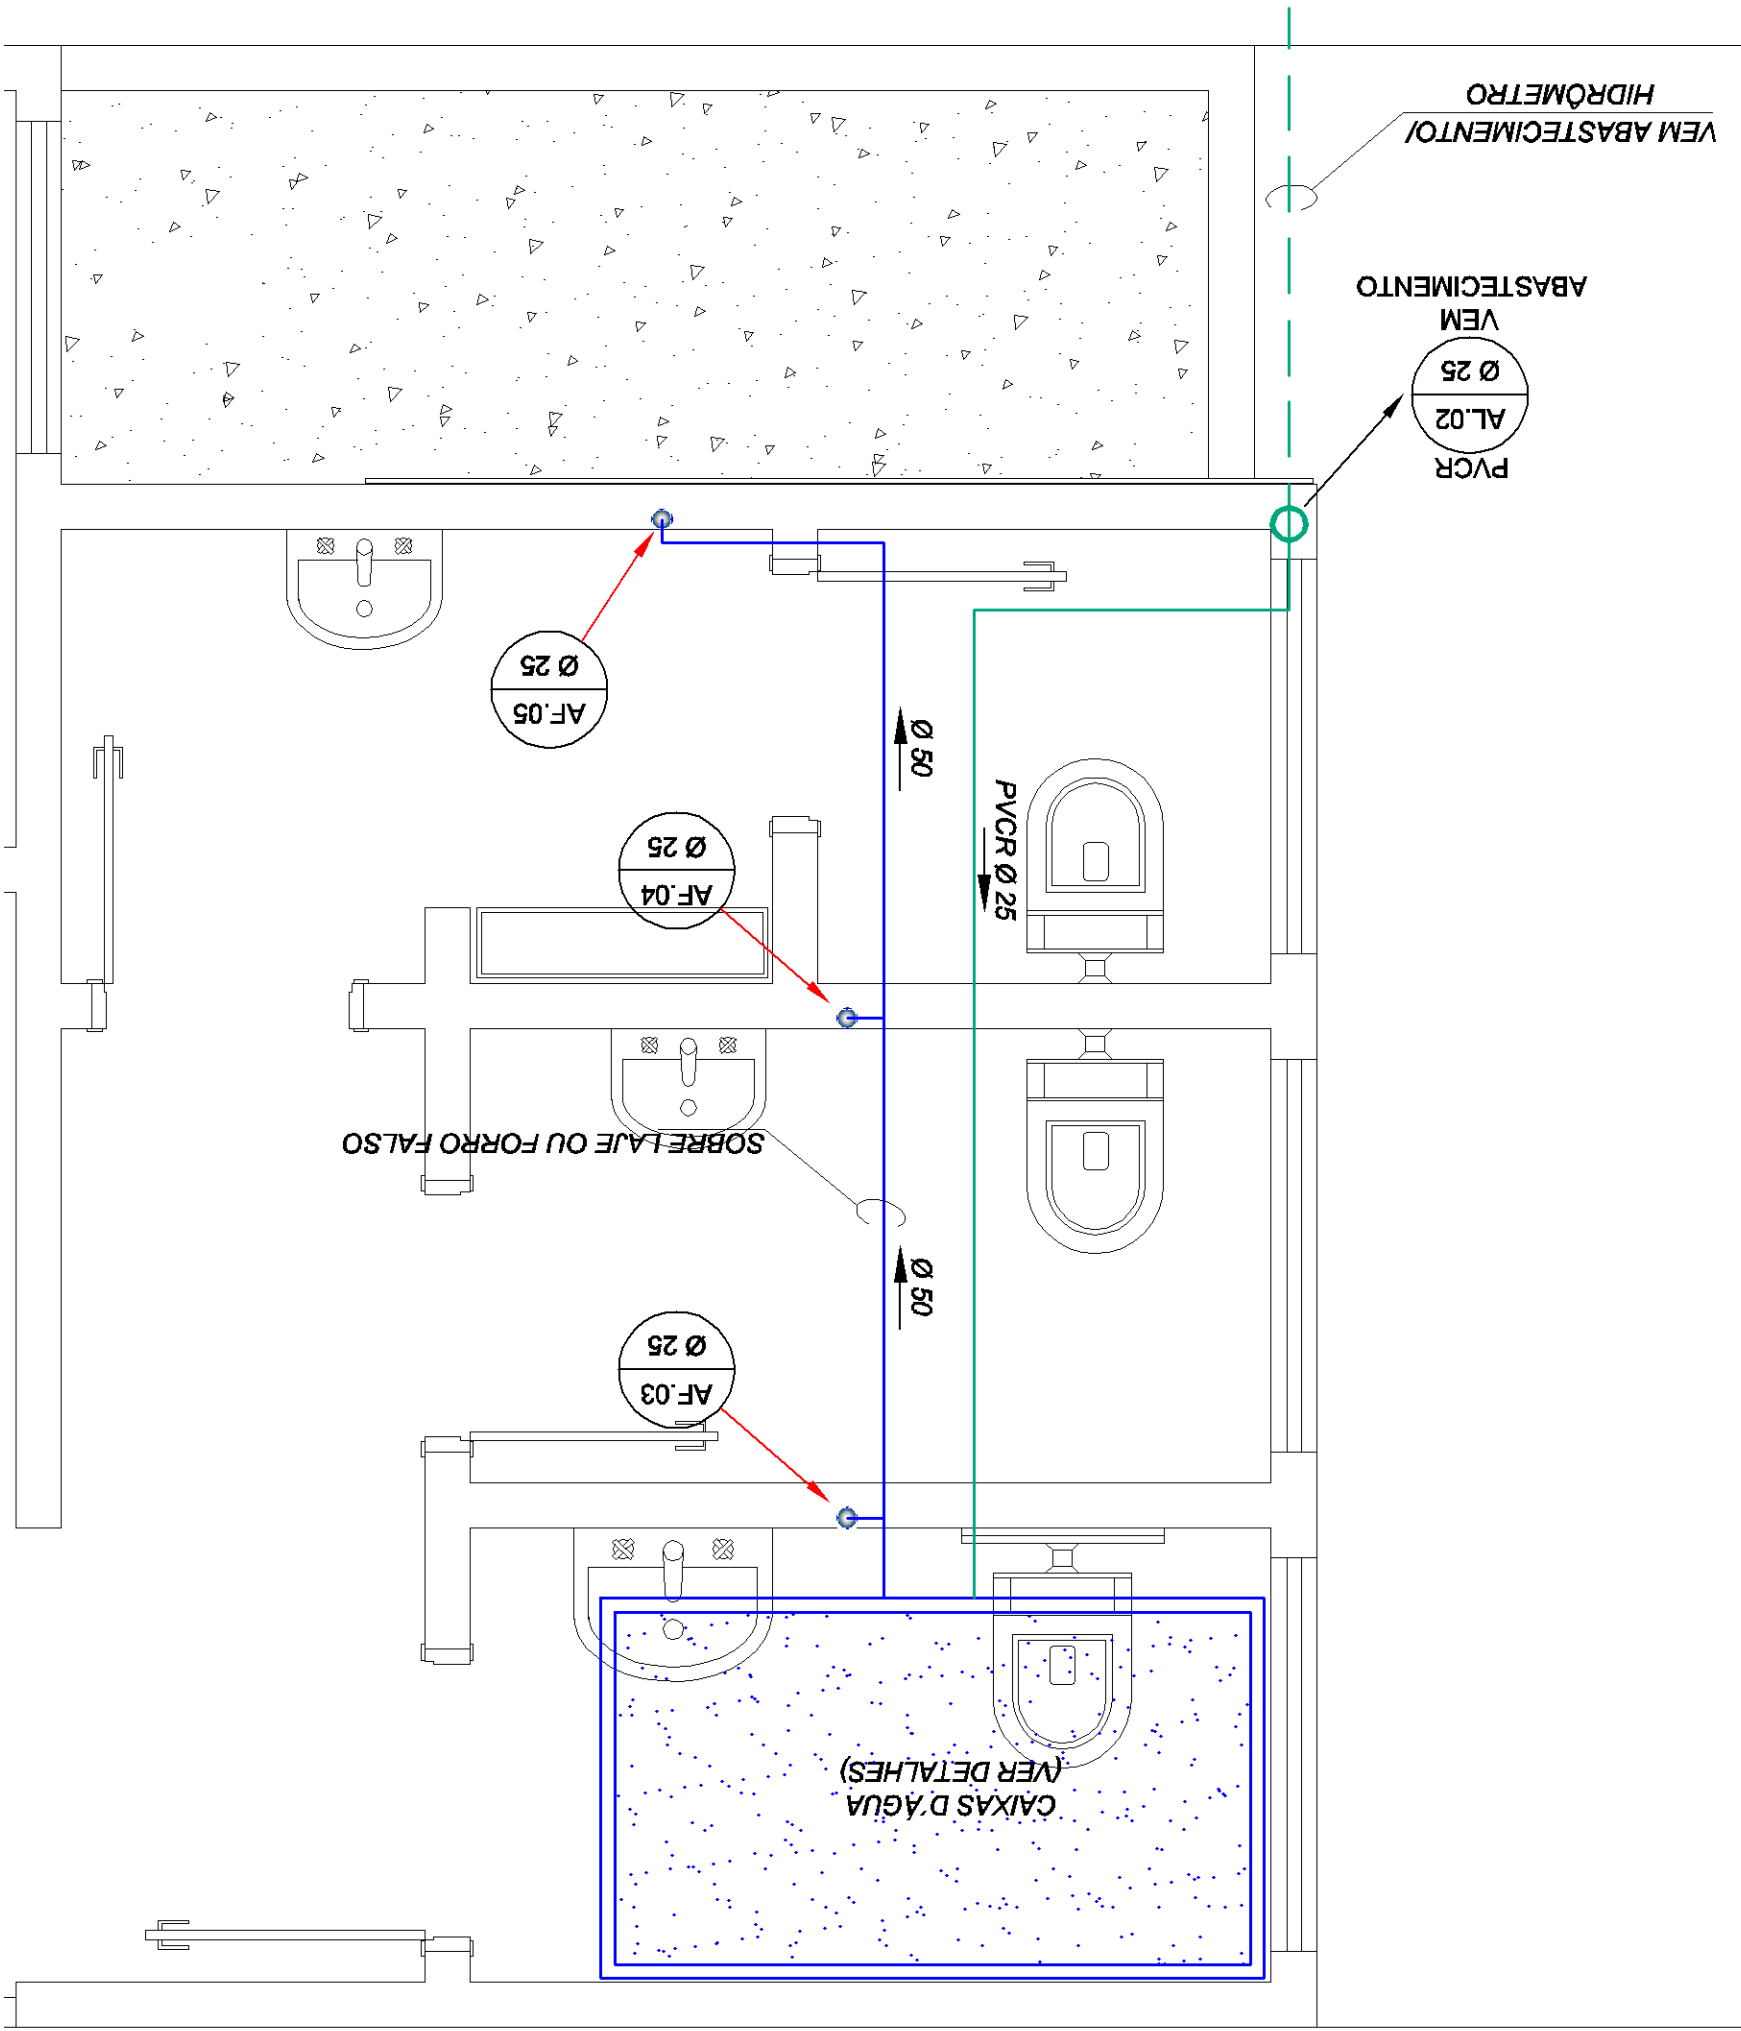 CAIXAS D'ÁGUA
(VER DETALHES)
AF.03
Ø 25
Ø 50
SOBRE LAJE OU FORRO FALSO
AF.04
Ø 25
PVCR Ø 25
Ø 50
AF.05
Ø 25
PVCR
AL.02
Ø 25
VEM
ABASTECIMENTO
VEM ABASTECIMENTO/
HIDRÔMETRO